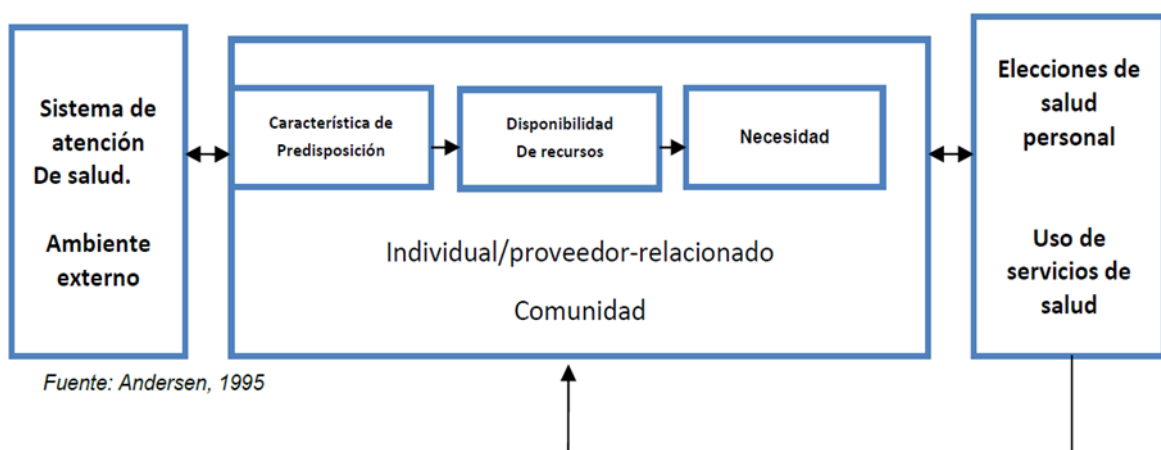 Sistema de
atención
De salud.
Ambiente
externo
Característica de
Predisposición
Disponibilidad
De recursos
Necesidad
Individual/proveedor-relacionado
Comunidad
Elecciones de
salud
personal
Uso de
servicios de
salud
Fuente: Andersen, 1995